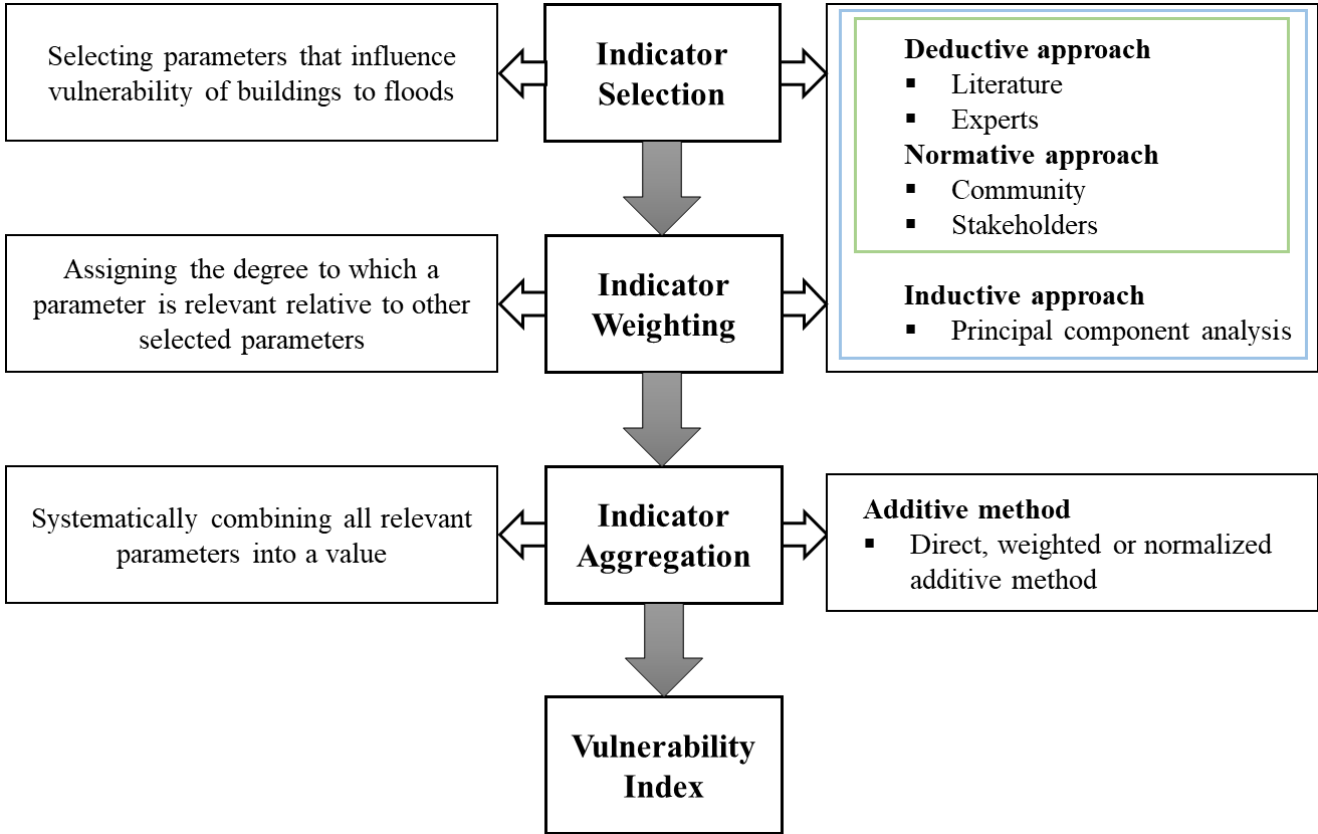 Selecting parameters that influence
vulnerability of buildings to floods
Indicator
Selection
Deductive approach
▪ Literature
▪ Experts
Normative approach
▪ Community
▪ Stakeholders
Assigning the degree to which a
parameter is relevant relative to other
selected parameters
Indicator
Weighting
Inductive approach
▪ Principal component analysis
Systematically combining all relevant
parameters into a value
Indicator
Aggregation
Additive method
▪ Direct, weighted or normalized
additive method
Vulnerability
Index